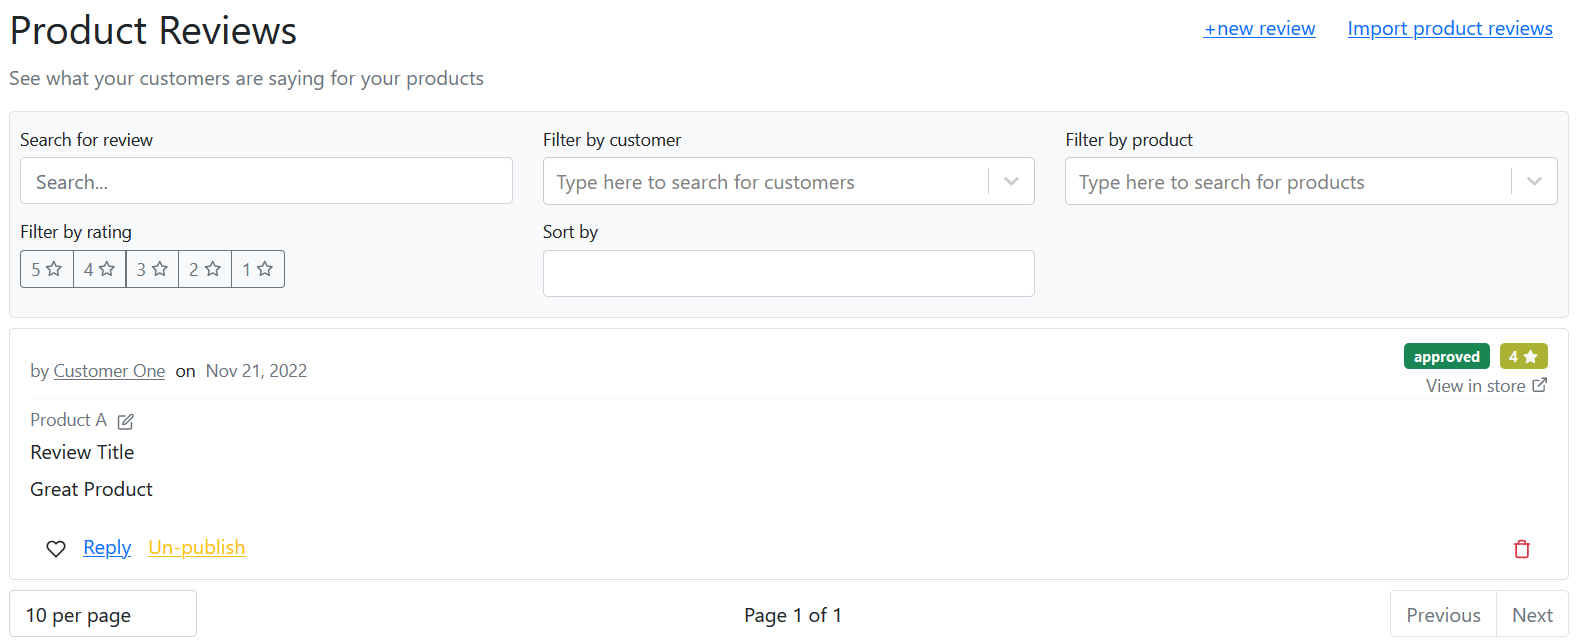 Product Reviews
+new review
Import product reviews
See what your customers are saying for your products
Search for review
Filter by customer
Filter by product
Search...
Type here to search for customers
Type here to search for products
Filter by rating
Sort by
5 4 3 2 1
approved 4
by Customer One on Nov 21, 2022
View in store
Product A
Review Title
Great Product
Reply Un-publish
10 per page
Page 1 of 1
Previous Next